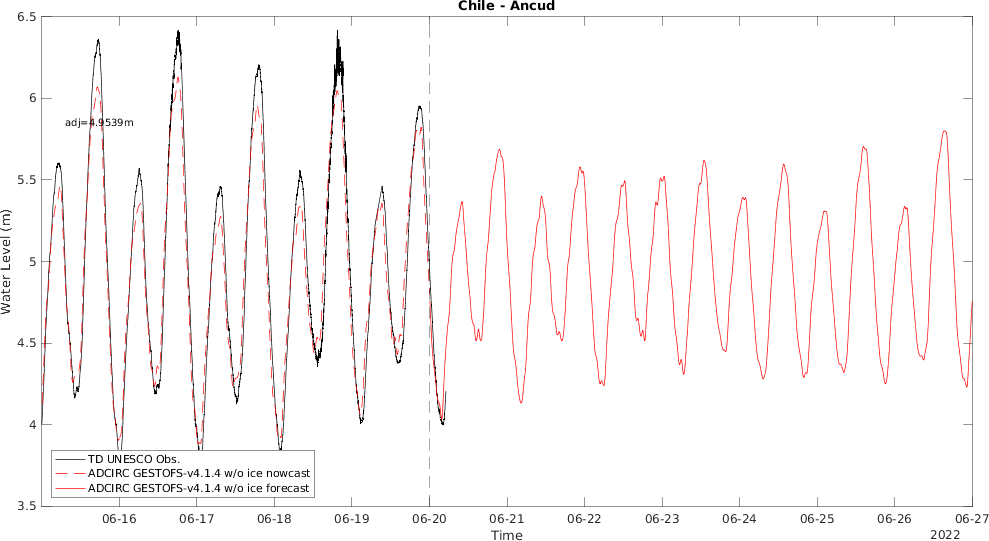 Chile - Ancud
6.5
6
5.5
5
4.5
4
3.5
Water Level (m)
adj=4.9539m
TD UNESCO Obs.
ADCIRC GESTOFS-v4.1.4 w/o ice nowcast
ADCIRC GESTOFS-v4.1.4 w/o ice forecast
06-16 06-17 06-18 06-19 06-20 06-21 06-22 06-23 06-24 06-25 06-26 06-27
Time
2022